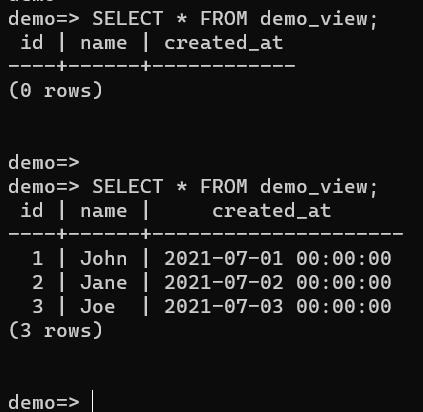 demo=> SELECT * FROM demo_view;
 id | name | created_at
----+------+------------
(0 rows)
demo=>
demo=> SELECT * FROM demo_view;
 id | name |     created_at
----+------+---------------------
  1 | John | 2021-07-01 00:00:00
  2 | Jane | 2021-07-02 00:00:00
  3 | Joe  | 2021-07-03 00:00:00
(3 rows)
demo=>